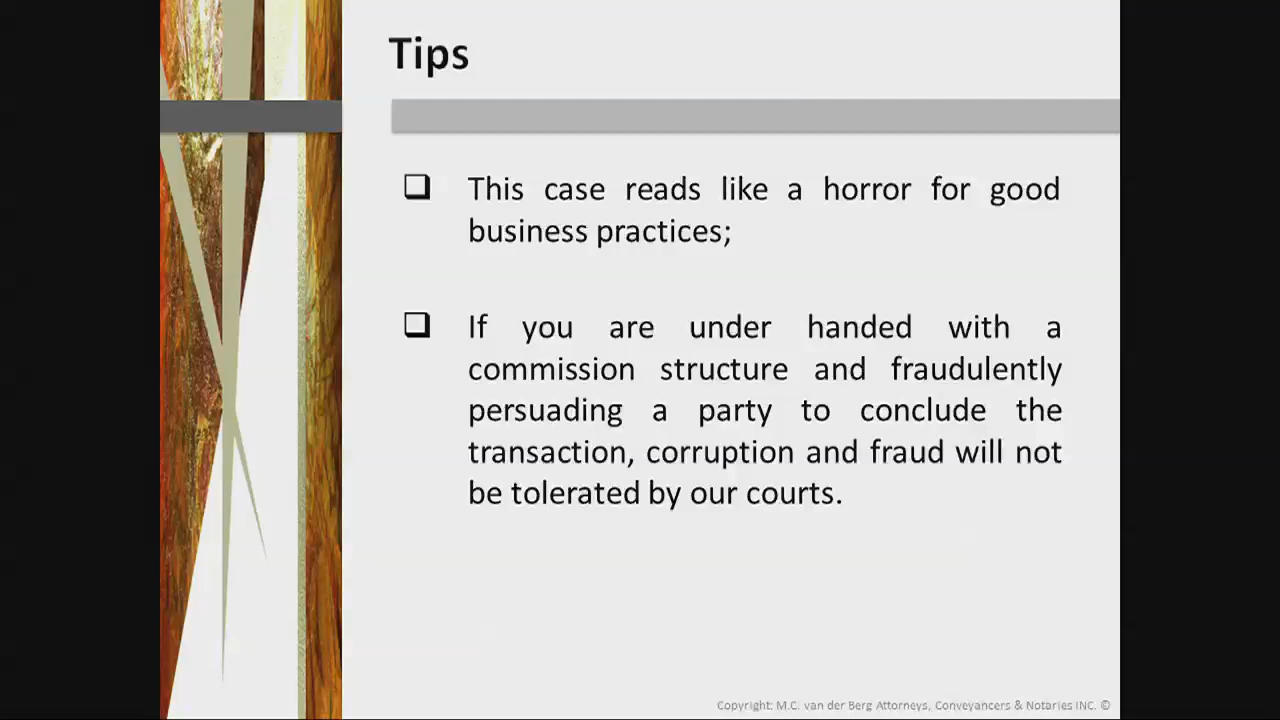 Tips
This case reads like a horror for good
business practices;
If you are under handed with a
commission structure and fraudulently
persuading a party to conclude the
transaction, corruption and fraud will not
be tolerated by our courts.
Copyright: M.C. van der Berg Attorneys, Conveyancers & Notaries INC. ©